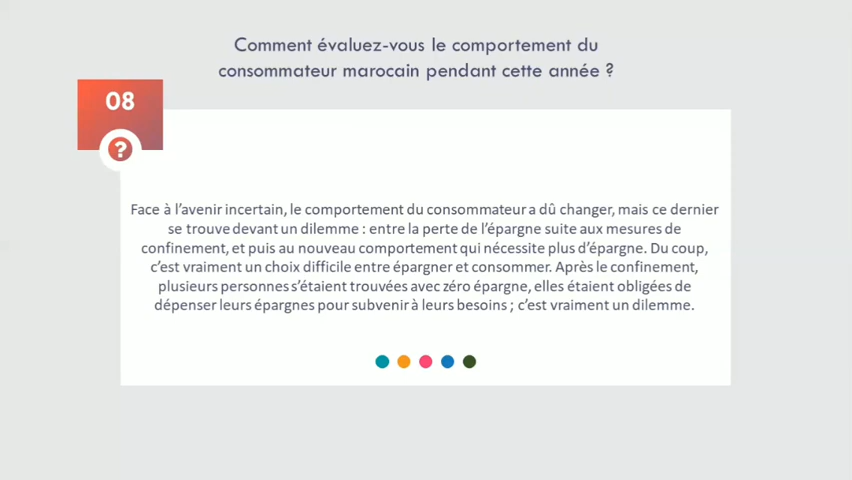 Comment évaluez-vous le comportement du
consommateur marocain pendant cette année ?
08
?
Face à l'avenir incertain, le comportement du consommateur a dû changer, mais ce dernier
se trouve devant un dilemme : entre la perte de l'épargne suite aux mesures de
confinement, et puis au nouveau comportement qui nécessite plus d'épargne. Du coup,
c'est vraiment un choix difficile entre épargner et consommer. Après le confinement,
plusieurs personnes s'étaient trouvées avec zéro épargne, elles étaient obligées de
dépenser leurs épargnes pour subvenir à leurs besoins ; c'est vraiment un dilemme.